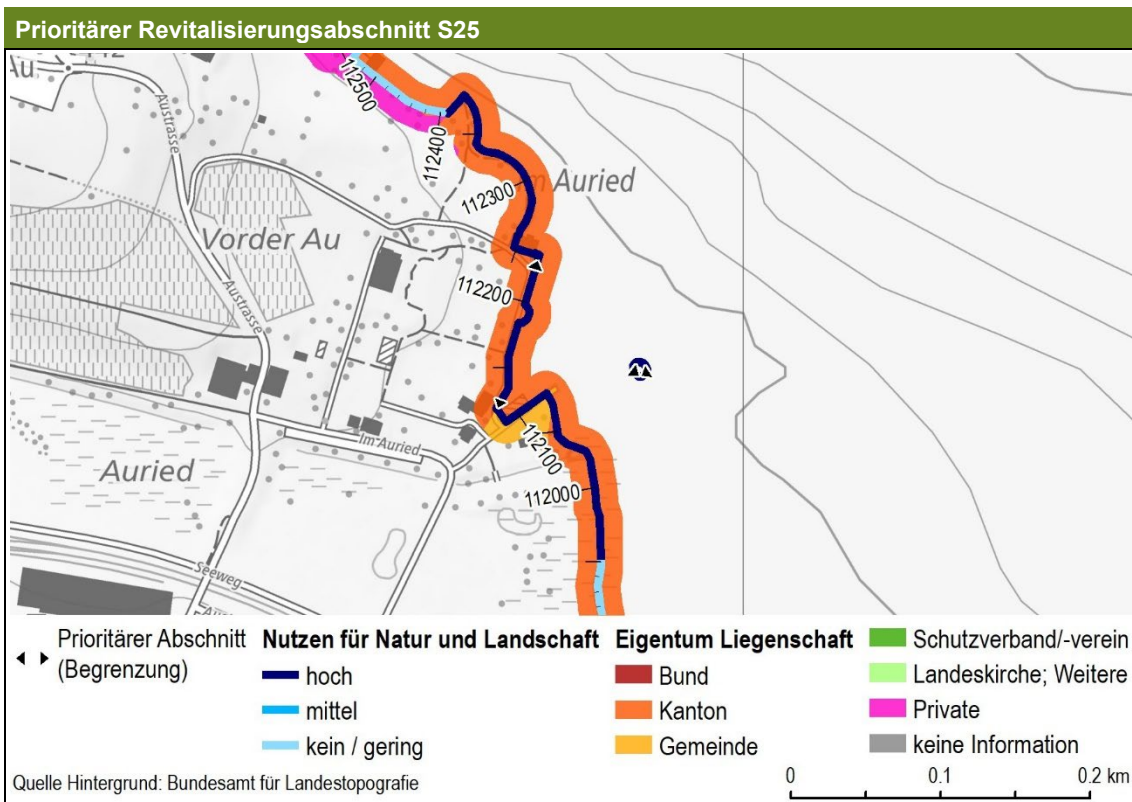 Prioritärer Revitalisierungsabschnitt S25
Au
Austrasse
112500
112400
Im Auried
112300
Vorder Au
112200
Austrasse
Im Auried
112100
Auried
112000
Seeweg
Prioritärer Abschnitt
(Begrenzung)
Nutzen für Natur und Landschaft
hoch
mittel
kein / gering
Eigentum Liegenschaft
Bund
Kanton
Gemeinde
Schutzverband/-verein
Landeskirche; Weitere
Private
keine Information
Quelle Hintergrund: Bundesamt für Landestopografie
0 0.1 0.2 km